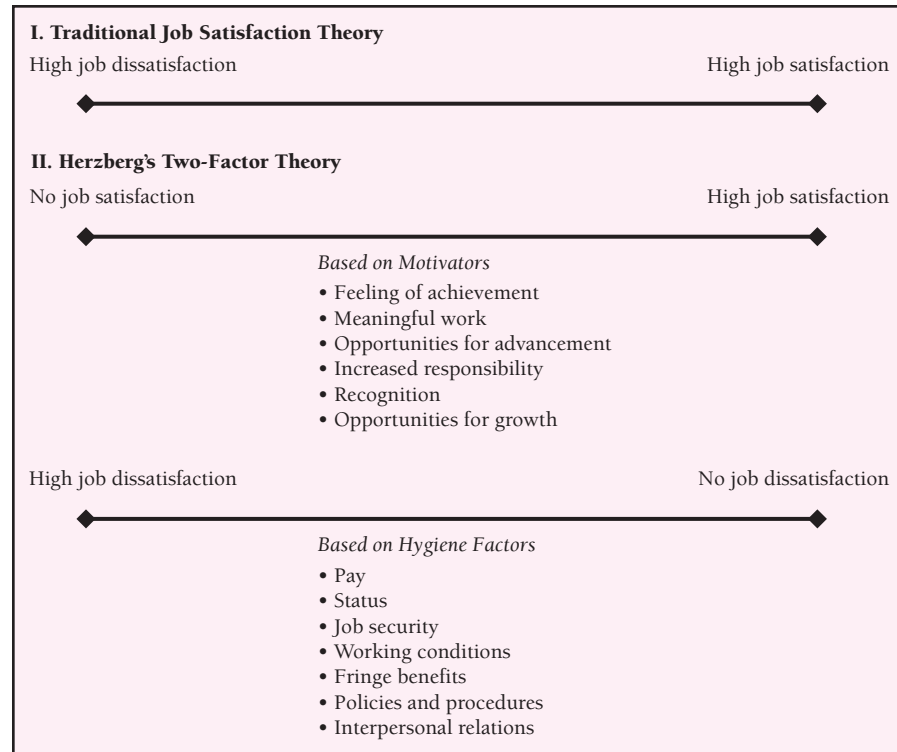 I. Traditional Job Satisfaction Theory
High job dissatisfaction High job satisfaction
II. Herzberg's Two-Factor Theory
No job satisfaction High job satisfaction
Based on Motivators
• Feeling of achievement
• Meaningful work
• Opportunities for advancement
• Increased responsibility
• Recognition
• Opportunities for growth
High job dissatisfaction No job dissatisfaction
Based on Hygiene Factors
• Pay
• Status
• Job security
• Working conditions
• Fringe benefits
• Policies and procedures
• Interpersonal relations